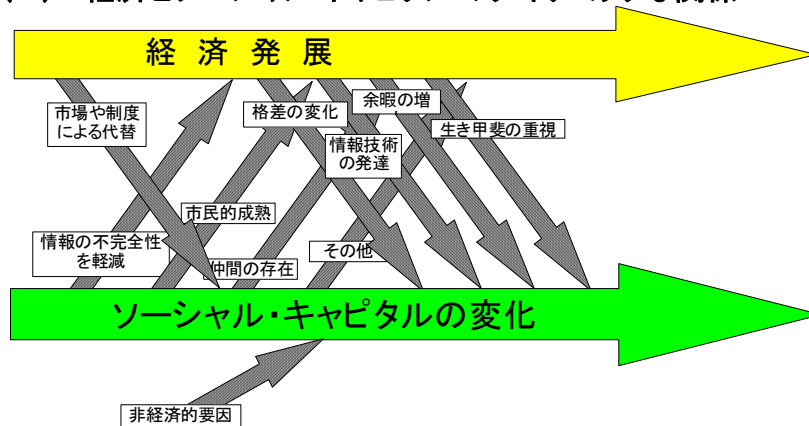 経済発展
市場や制度
による代替
格差の変化
余暇の増
生き甲斐の重視
情報技術
の発達
市民的成熟
情報の不完全性
を軽減
仲間の存在
その他
ソーシャル・キャピタルの変化
非経済的要因